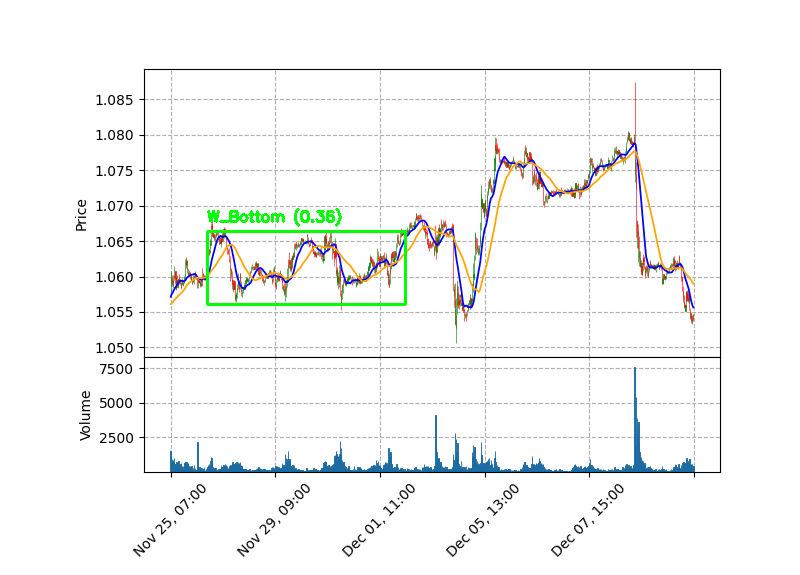 1.085
1.080
1.075
1.070
1.065
1.060
1.055
1.050
Price
W_Bottom (0.36)
7500
5000
2500
Volume
Nov 25, 07:00
Nov 29, 09:00
Dec 01, 11:00
Dec 05, 13:00
Dec 07, 15:00